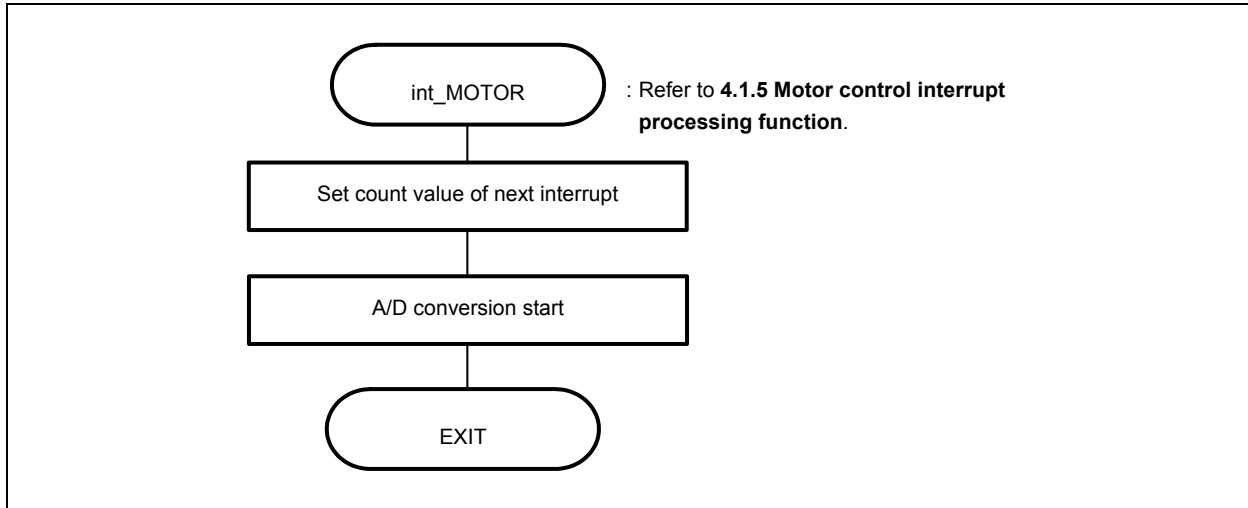 int_MOTOR
: Refer to 4.1.5 Motor control interrupt
processing function.
Set count value of next interrupt
A/D conversion start
EXIT